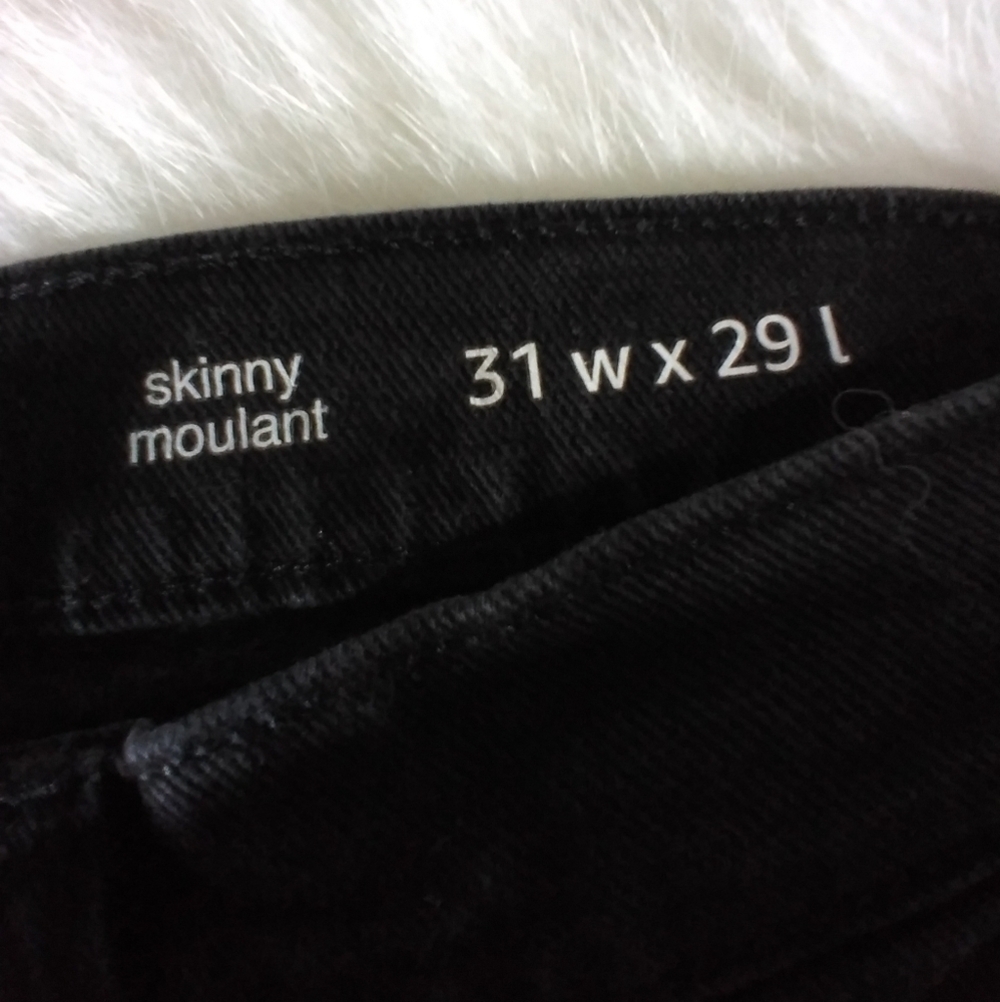 skinny
moulant
31 w x 29 l